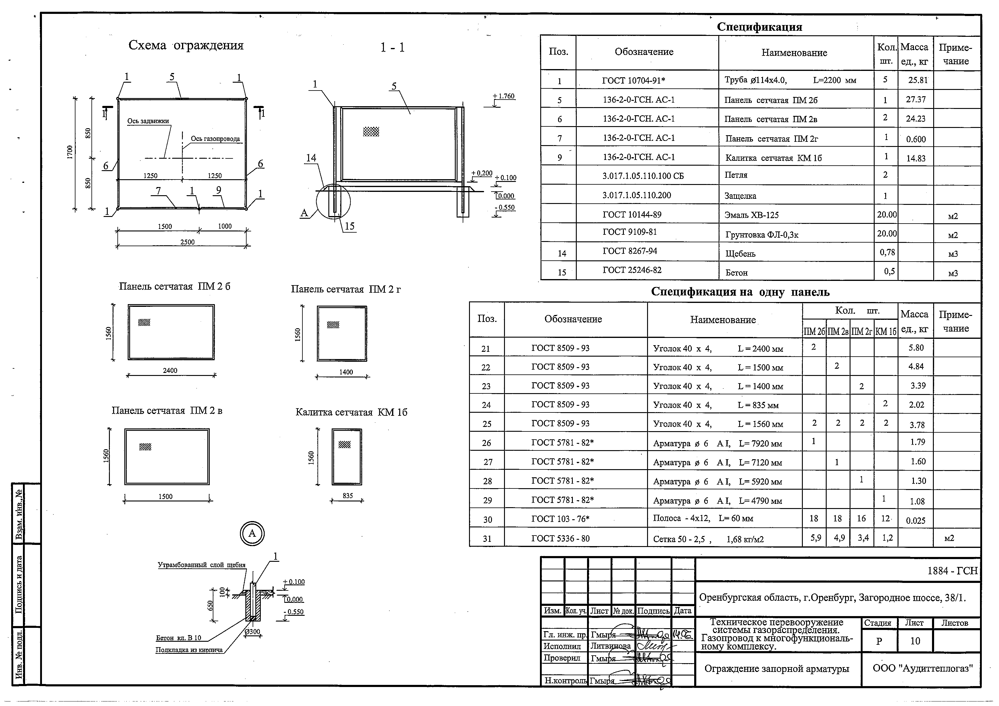 Схема ограждения
1 - 1
1
5
1
1
1
Ось задвижки
Ось газопровода
850
1700
850
6
6
1250
1250
7
1
9
1
1
1500
1000
2500
1
5
+ 1.760
14
+ 0.200
+ 0.100
0.000
- 0.550
А
15
Панель сетчатая ПМ 2 б
1560
2400
Панель сетчатая ПМ 2 г
1560
1400
Панель сетчатая ПМ 2 в
1560
1500
Калитка сетчатая КМ 1б
1560
835
А
1
Утрамбованный слой щебня
+ 0.100
100
0.000
650
- 0.550
Ø300
Бетон кл. В 10
Подкладка из кирпича
Спецификация
Поз. Обозначение Наименование Кол. шт. Масса ед., кг Приме-чание
1 ГОСТ 10704-91* Труба ø114х4.0, L=2200 мм 5 25.81
5 136-2-0-ГСН. АС-1 Панель сетчатая ПМ 2б 1 27.37
6 136-2-0-ГСН. АС-1 Панель сетчатая ПМ 2в 2 24.23
7 136-2-0-ГСН. АС-1 Панель сетчатая ПМ 2г 1 0.600
9 136-2-0-ГСН. АС-1 Калитка сетчатая КМ 1б 1 14.83
3.017.1.05.110.100 СБ Петля 2
3.017.1.05.110.200 Защелка 1
ГОСТ 10144-89 Эмаль ХВ-125 20.00 м2
ГОСТ 9109-81 Грунтовка ФЛ-0,3к 20.00 м2
14 ГОСТ 8267-94 Щебень 0,78 м3
15 ГОСТ 25246-82 Бетон 0,5 м3
Спецификация на одну панель
Поз. Обозначение Наименование Кол. шт. Масса ед., кг Приме-чание
ПМ 2б ПМ 2в ПМ 2г КМ 1б
21 ГОСТ 8509 - 93 Уголок 40 х 4, L = 2400 мм 2 5.80
22 ГОСТ 8509 - 93 Уголок 40 х 4, L = 1500 мм 2 4.84
23 ГОСТ 8509 - 93 Уголок 40 х 4, L = 1400 мм 2 3.39
24 ГОСТ 8509 - 93 Уголок 40 х 4, L = 835 мм 2 2.02
25 ГОСТ 8509 - 93 Уголок 40 х 4, L = 1560 мм 2 2 2 2 3.78
26 ГОСТ 5781 - 82* Арматура ø 6 А I, L= 7920 мм 1 1.79
27 ГОСТ 5781 - 82* Арматура ø 6 А I, L= 7120 мм 1 1.60
28 ГОСТ 5781 - 82* Арматура ø 6 А I, L= 5920 мм 1 1.30
29 ГОСТ 5781 - 82* Арматура ø 6 А I, L= 4790 мм 1 1.08
30 ГОСТ 103 - 76* Полоса - 4х12, L= 60 мм 18 18 16 12 0.025
31 ГОСТ 5336 - 80 Сетка 50 - 2,5 , 1,68 кг/м2 5,9 4,9 3,4 1,2 м2
1884 - ГСН
Оренбургская область, г.Оренбург, Загородное шоссе, 38/1.
Изм. Кол. уч. Лист № док. Подпись Дата
Гл. инж. пр. Гмыря
Исполнил Литвинова
Проверил Гмыря
Н.контроль Гмыря
Техническое перевооружение
системы газораспределения.
Газопровод к многофункциональ-
ному комплексу.
Стадия Лист Листов
Р 10
Ограждение запорной арматуры
ООО "Аудиттеплогаз"
Взам. инв. №
Подпись и дата
Инв. № подл.